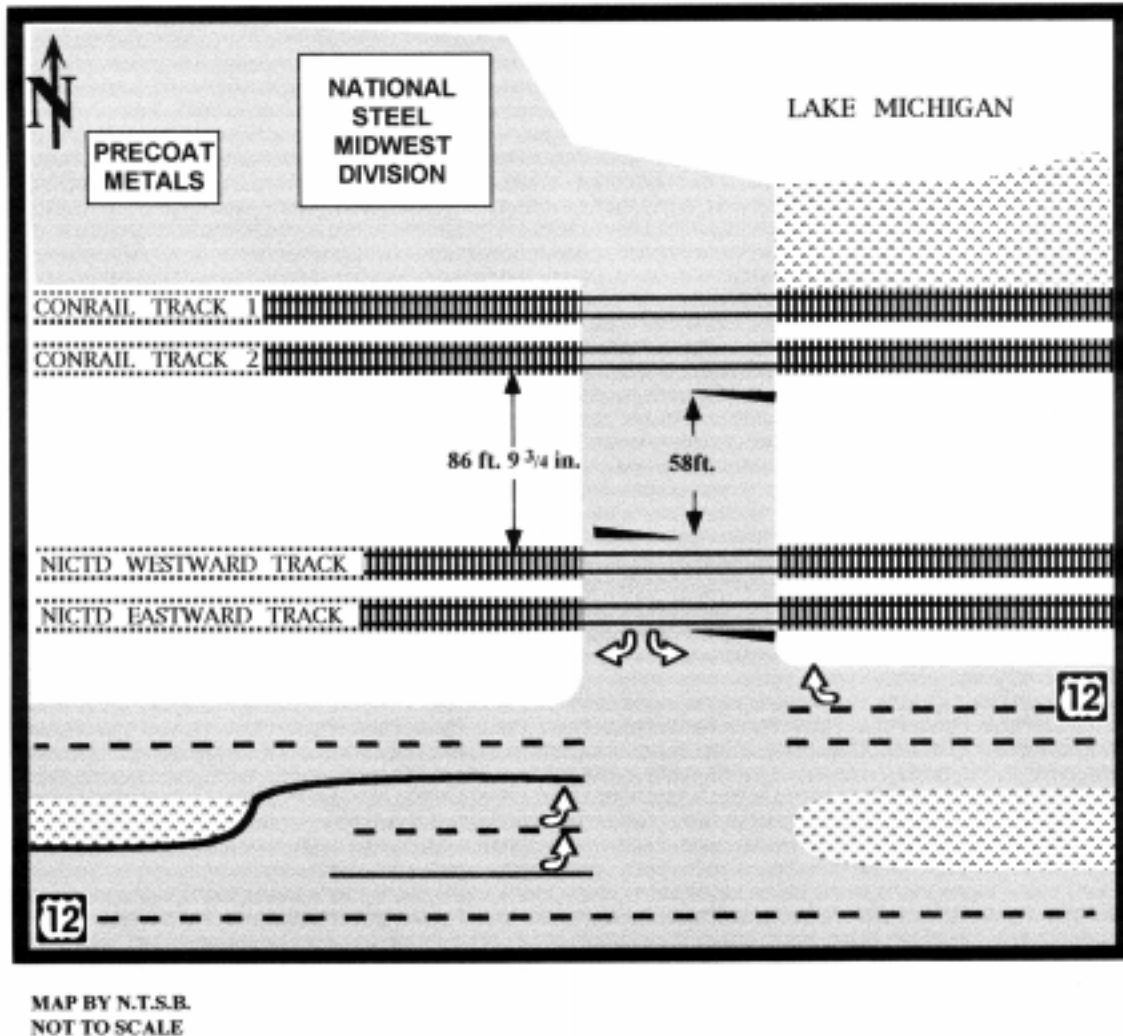 N
PRECOAT
METALS
NATIONAL
STEEL
MIDWEST
DIVISION
LAKE MICHIGAN
CONRAIL TRACK 1
CONRAIL TRACK 2
86 ft. 9 3/4 in.
58ft.
NICTD WESTWARD TRACK
NICTD EASTWARD TRACK
12
12
MAP BY N.T.S.B.
NOT TO SCALE